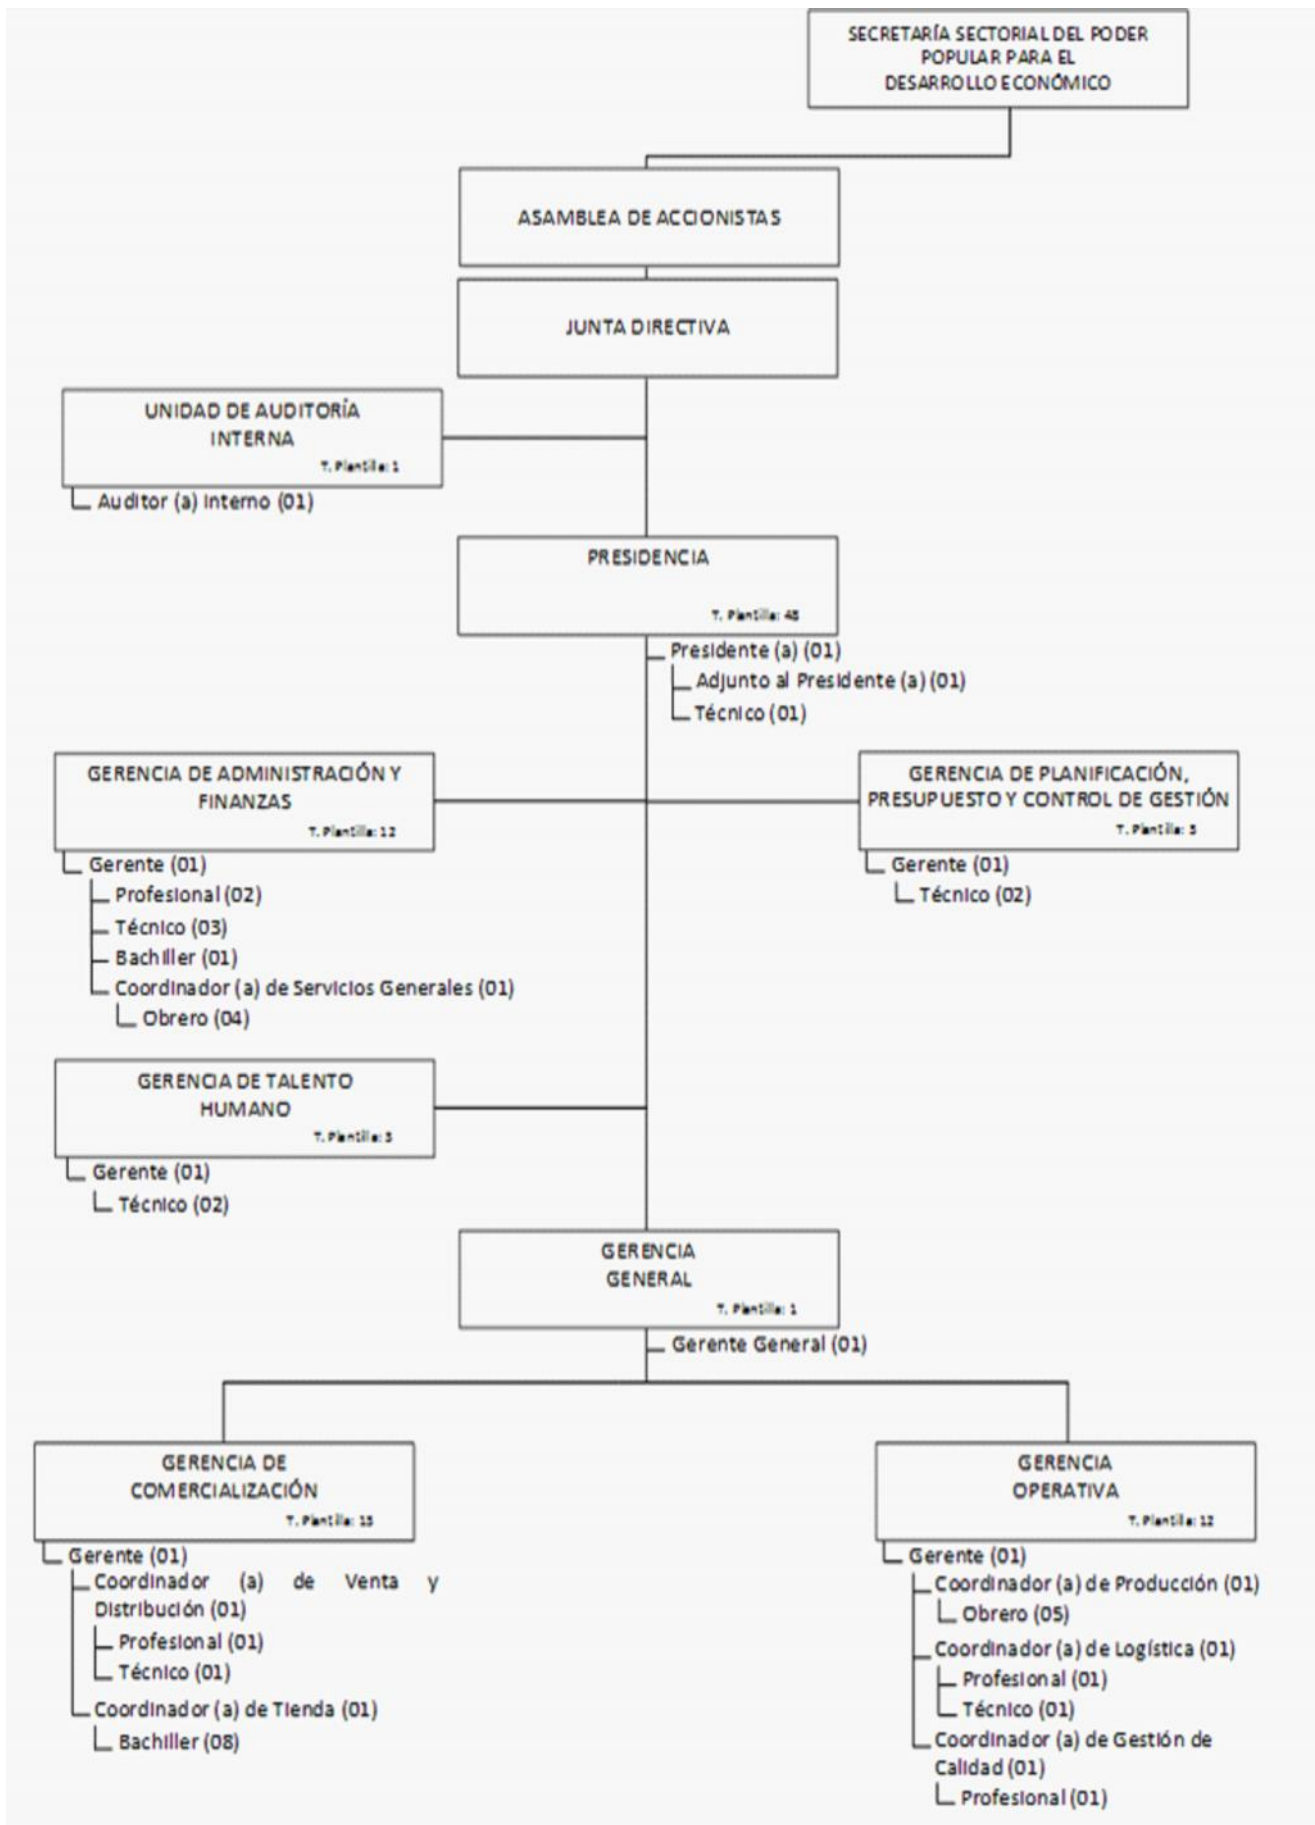 SECRETARÍA SECTORIAL DEL PODER
POPULAR PARA EL
DESARROLLO ECONÓMICO
ASAMBLEA DE ACCIONISTAS
JUNTA DIRECTIVA
UNIDAD DE AUDITORÍA
INTERNA
T. Plantilla: 1
Auditor (a) Interno (01)
PRESIDENCIA
T. Plantilla: 48
Presidente (a) (01)
Adjunto al Presidente (a) (01)
Técnico (01)
GERENCIA DE ADMINISTRACIÓN Y
FINANZAS
T. Plantilla: 12
Gerente (01)
Profesional (02)
Técnico (03)
Bachiller (01)
Coordinador (a) de Servicios Generales (01)
Obrero (04)
GERENCIA DE PLANIFICACIÓN,
PRESUPUESTO Y CONTROL DE GESTIÓN
T. Plantilla: 3
Gerente (01)
Técnico (02)
GERENCIA DE TALENTO
HUMANO
T. Plantilla: 3
Gerente (01)
Técnico (02)
GERENCIA
GENERAL
T. Plantilla: 1
Gerente General (01)
GERENCIA DE
COMERCIALIZACIÓN
T. Plantilla: 13
Gerente (01)
Coordinador (a) de Venta y
Distribución (01)
Profesional (01)
Técnico (01)
Coordinador (a) de Tienda (01)
Bachiller (08)
GERENCIA
OPERATIVA
T. Plantilla: 12
Gerente (01)
Coordinador (a) de Producción (01)
Obrero (05)
Coordinador (a) de Logística (01)
Profesional (01)
Técnico (01)
Coordinador (a) de Gestión de
Calidad (01)
Profesional (01)